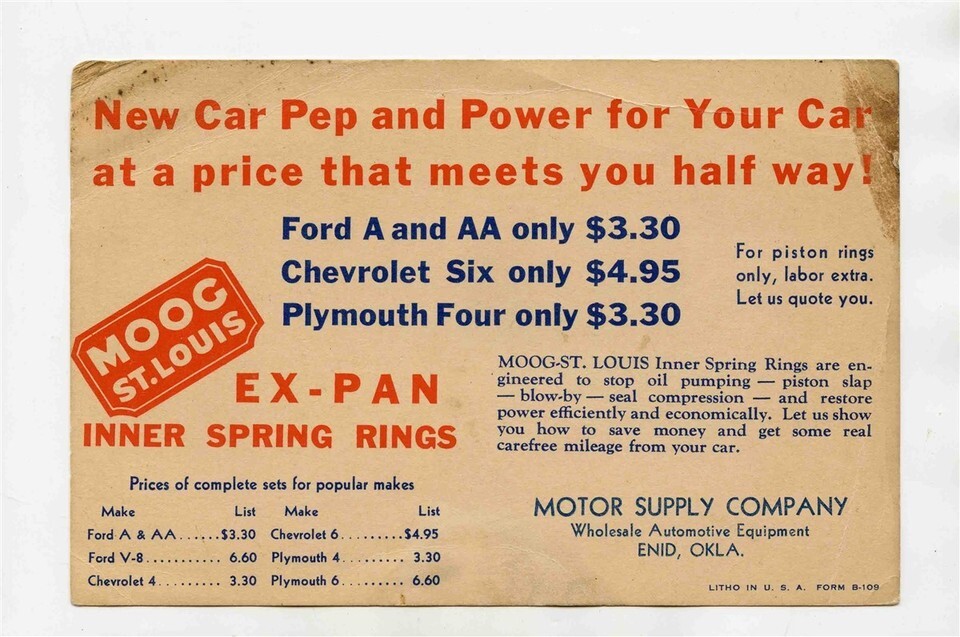 New Car Pep and Power for Your Car
at a price that meets you half way!
Ford A and AA only $3.30
Chevrolet Six only $4.95
Plymouth Four only $3.30
For piston rings
only, labor extra.
Let us quote you.
MOOG
ST. LOUIS
EX-PAN
INNER SPRING RINGS
MOOG-ST. LOUIS Inner Spring Rings are en-
gineered to stop oil pumping — piston slap
— blow-by — seal compression — and restore
power efficiently and economically. Let us show
you how to save money and get some real
carefree mileage from your car.
Prices of complete sets for popular makes
Make List Make List
Ford A & AA......$3.30 Chevrolet 6.........$4.95
Ford V-8........... 6.60 Plymouth 4......... 3.30
Chevrolet 4......... 3.30 Plymouth 6......... 6.60
MOTOR SUPPLY COMPANY
Wholesale Automotive Equipment
ENID, OKLA.
LITHO IN U. S. A. FORM B-109